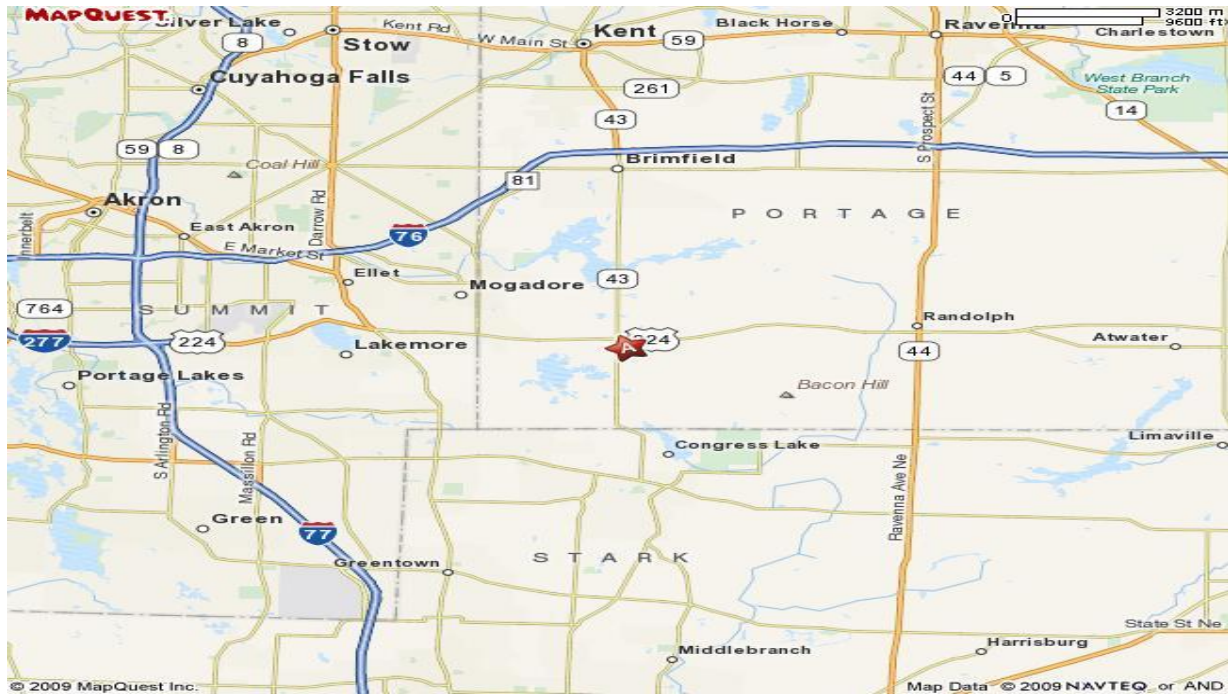 MAPQUEST
Silver Lake
Kent Rd
Black Horse
3200 m
0
9600 ft
8
Stow
W Main St
Kent
59
Ravenna
Charlestown
Cuyahoga Falls
261
44
5
West Branch
State Park
43
14
59
8
Coal Hill
Brimfield
S Prospect St
81
Akron
Darrow Rd
PORTAGE
East Akron
E Market St
76
Ellet
43
Mogadore
764
SUMMIT
Randolph
277
224
A
224
Atwater
Lakemore
44
Portage Lakes
Bacon Hill
S Arlington Rd
Massillon Rd
Congress Lake
Limaville
Ravenna Ave Ne
Green
77
STARK
Greentown
State St Ne
Middlebranch
Harrisburg
© 2009 MapQuest Inc.
Map Data © 2009 NAVTEQ or AND